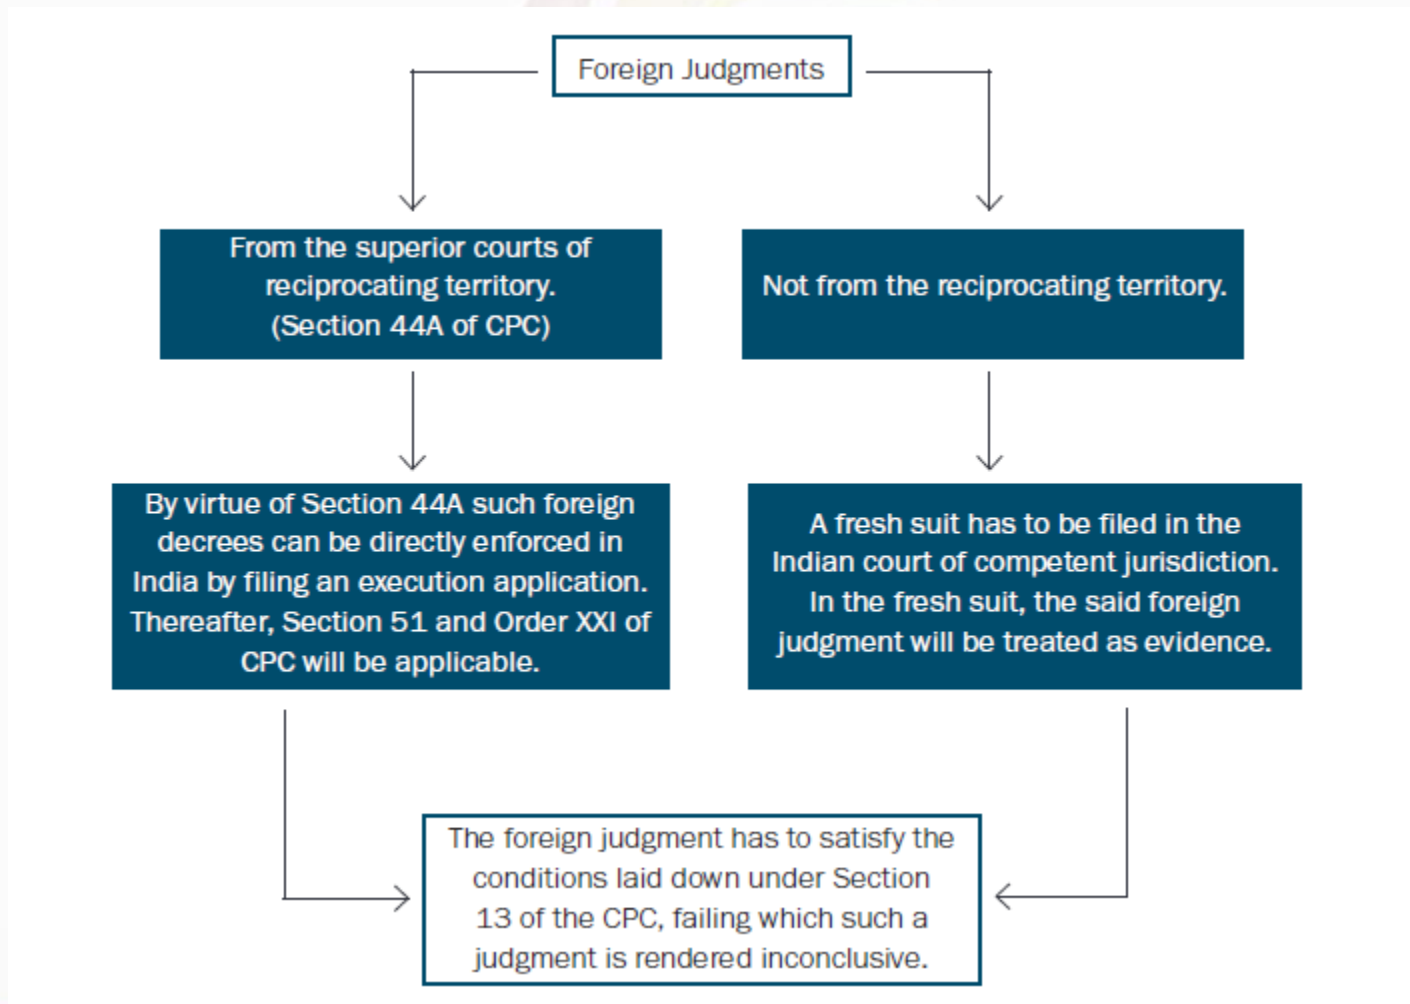 Foreign Judgments
From the superior courts of
reciprocating territory.
(Section 44A of CPC)
Not from the reciprocating territory.
By virtue of Section 44A such foreign
decrees can be directly enforced in
India by filing an execution application.
Thereafter, Section 51 and Order XXI of
CPC will be applicable.
A fresh suit has to be filed in the
Indian court of competent jurisdiction.
In the fresh suit, the said foreign
judgment will be treated as evidence.
The foreign judgment has to satisfy the
conditions laid down under Section
13 of the CPC, failing which such a
judgment is rendered inconclusive.